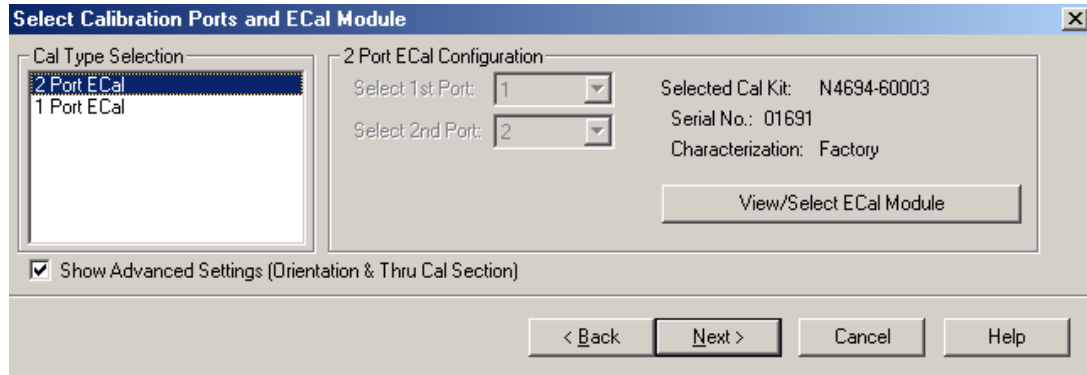 Select Calibration Ports and ECal Module
Cal Type Selection
2 Port ECal
1 Port ECal
2 Port ECal Configuration
Select 1st Port: 1
Select 2nd Port: 2
Selected Cal Kit: N4694-60003
Serial No.: 01691
Characterization: Factory
View/Select ECal Module
Show Advanced Settings (Orientation & Thru Cal Section)
< Back Next > Cancel Help